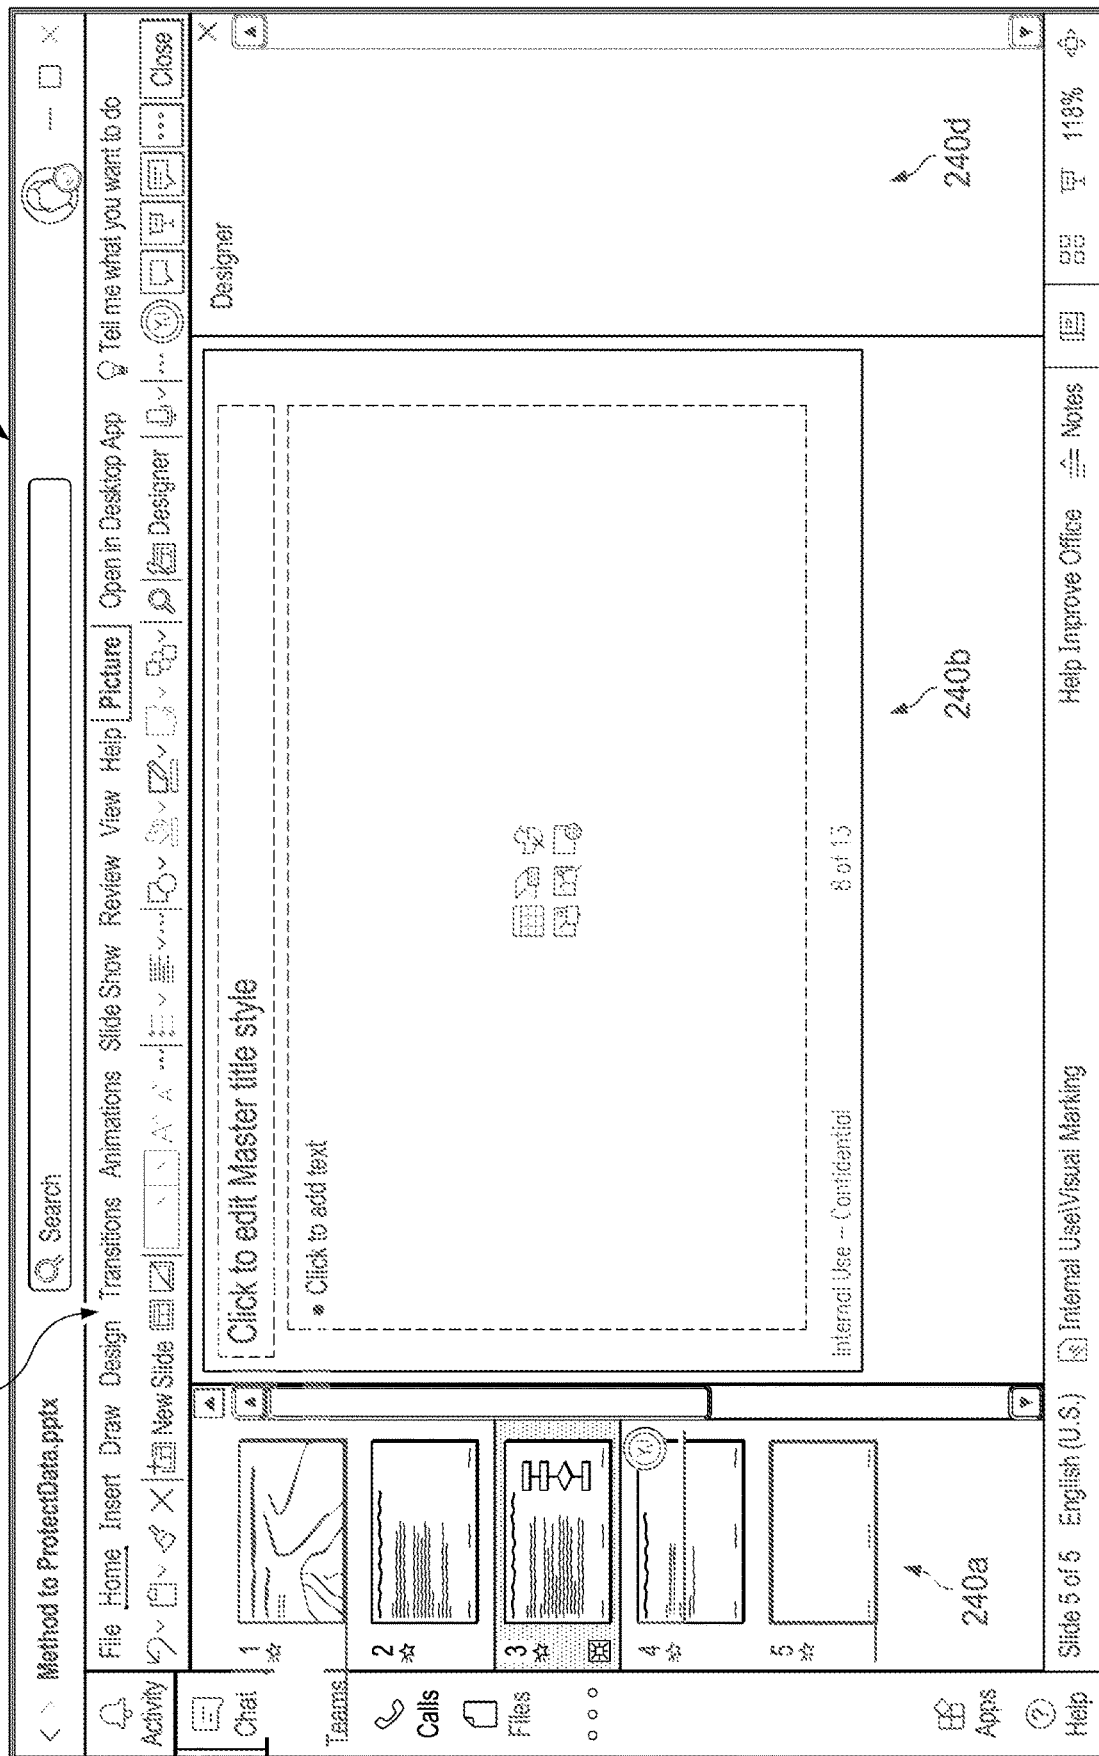 Method to ProtectData.pptx
Search
File Home Insert Draw Design Transitions Animations Slide Show Review View Help Picture Open in Desktop App Tell me what you want to do
New Slide
Designer
Close
Activity
Chat
Teams
Calls
Files
Apps
Help
1
2
3
4
5
240a
Click to edit Master title style
• Click to add text
Internal Use -- Confidential
8 of 13
240b
Designer
240d
Slide 5 of 5 English (U.S.) Internal Use\Visual Marking Help Improve Office Notes 118%